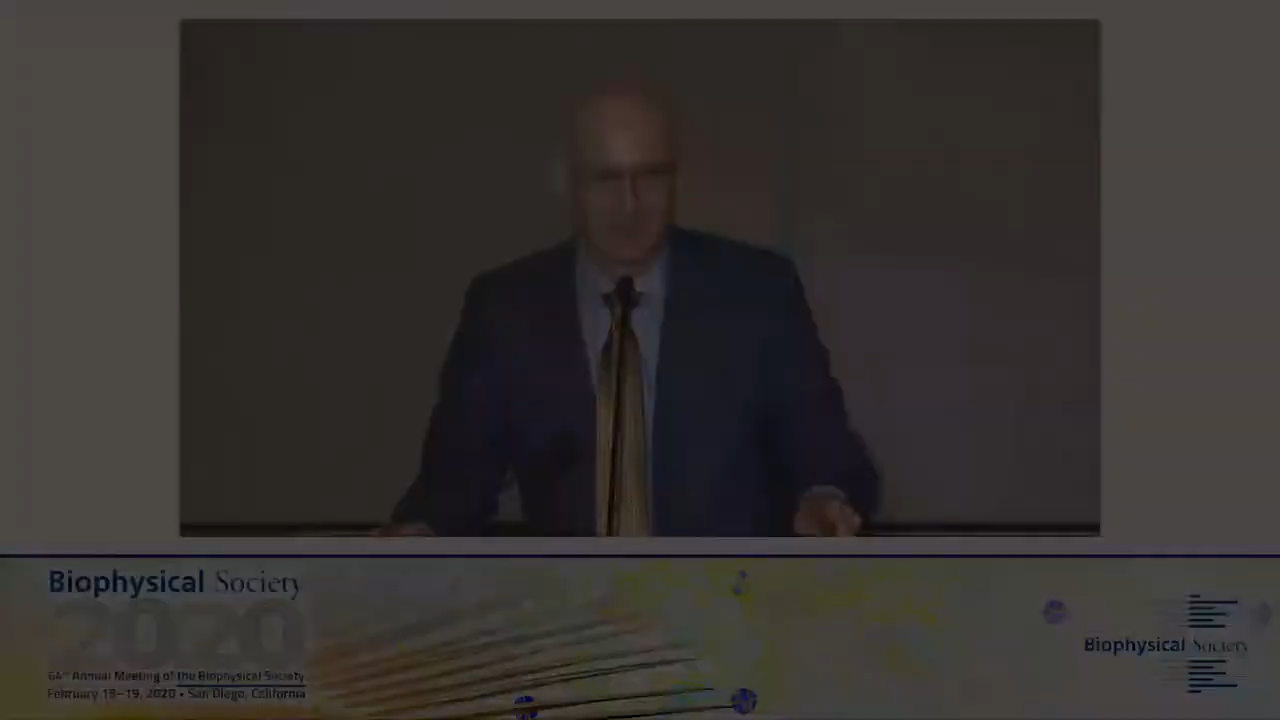 Biophysical Society
2020
64th Annual Meeting of the Biophysical Society
February 15–19, 2020 • San Diego, California
Biophysical Society